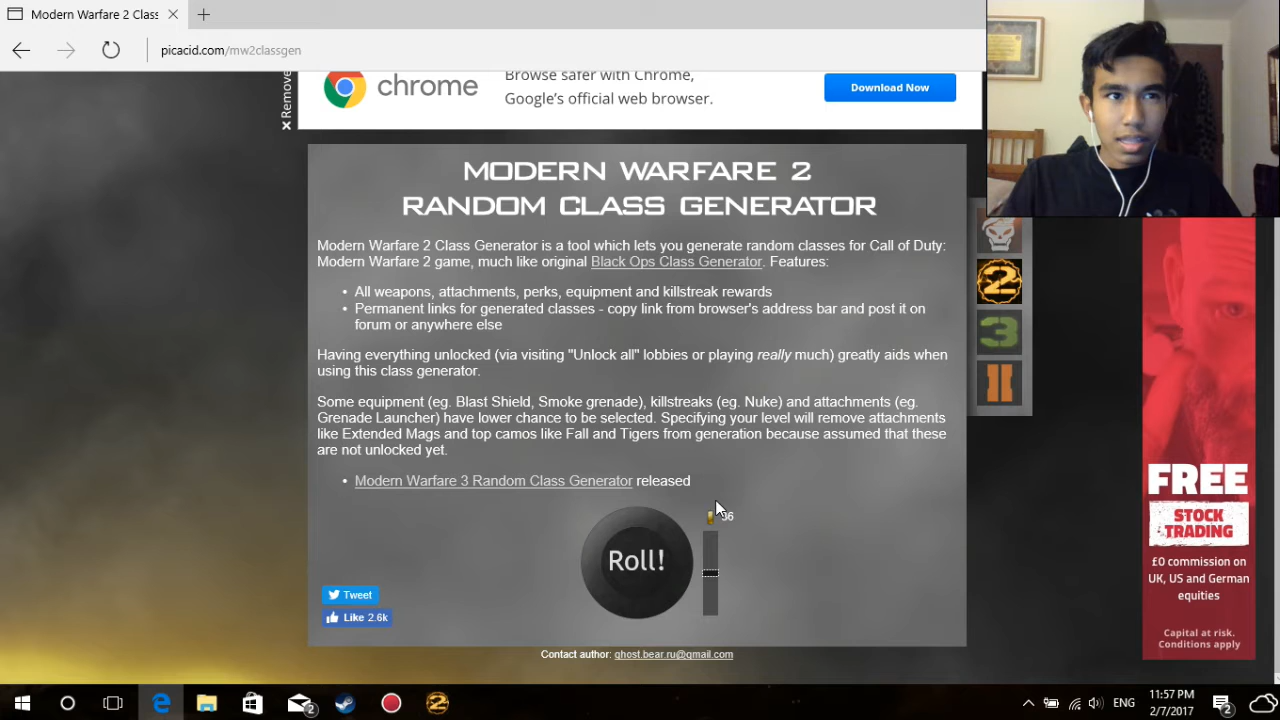 Modern Warfare 2 Class
picacid.com/mw2classgen
Remove
chrome
Browse safer with Chrome,
Google's official web browser.
Download Now
MODERN WARFARE 2
RANDOM CLASS GENERATOR
Modern Warfare 2 Class Generator is a tool which lets you generate random classes for Call of Duty:
Modern Warfare 2 game, much like original Black Ops Class Generator. Features:
• All weapons, attachments, perks, equipment and killstreak rewards
• Permanent links for generated classes - copy link from browser's address bar and post it on
forum or anywhere else
Having everything unlocked (via visiting "Unlock all" lobbies or playing really much) greatly aids when
using this class generator.
Some equipment (eg. Blast Shield, Smoke grenade), killstreaks (eg. Nuke) and attachments (eg.
Grenade Launcher) have lower chance to be selected. Specifying your level will remove attachments
like Extended Mags and top camos like Fall and Tigers from generation because assumed that these
are not unlocked yet.
• Modern Warfare 3 Random Class Generator released
36
Roll!
Tweet
Like 2.6k
Contact author: ghost.bear.ru@gmail.com
2
3
II
FREE
STOCK
TRADING
£0 commission on
UK, US and German
equities
Capital at risk.
Conditions apply
2
2
ENG
11:57 PM
2/7/2017
2